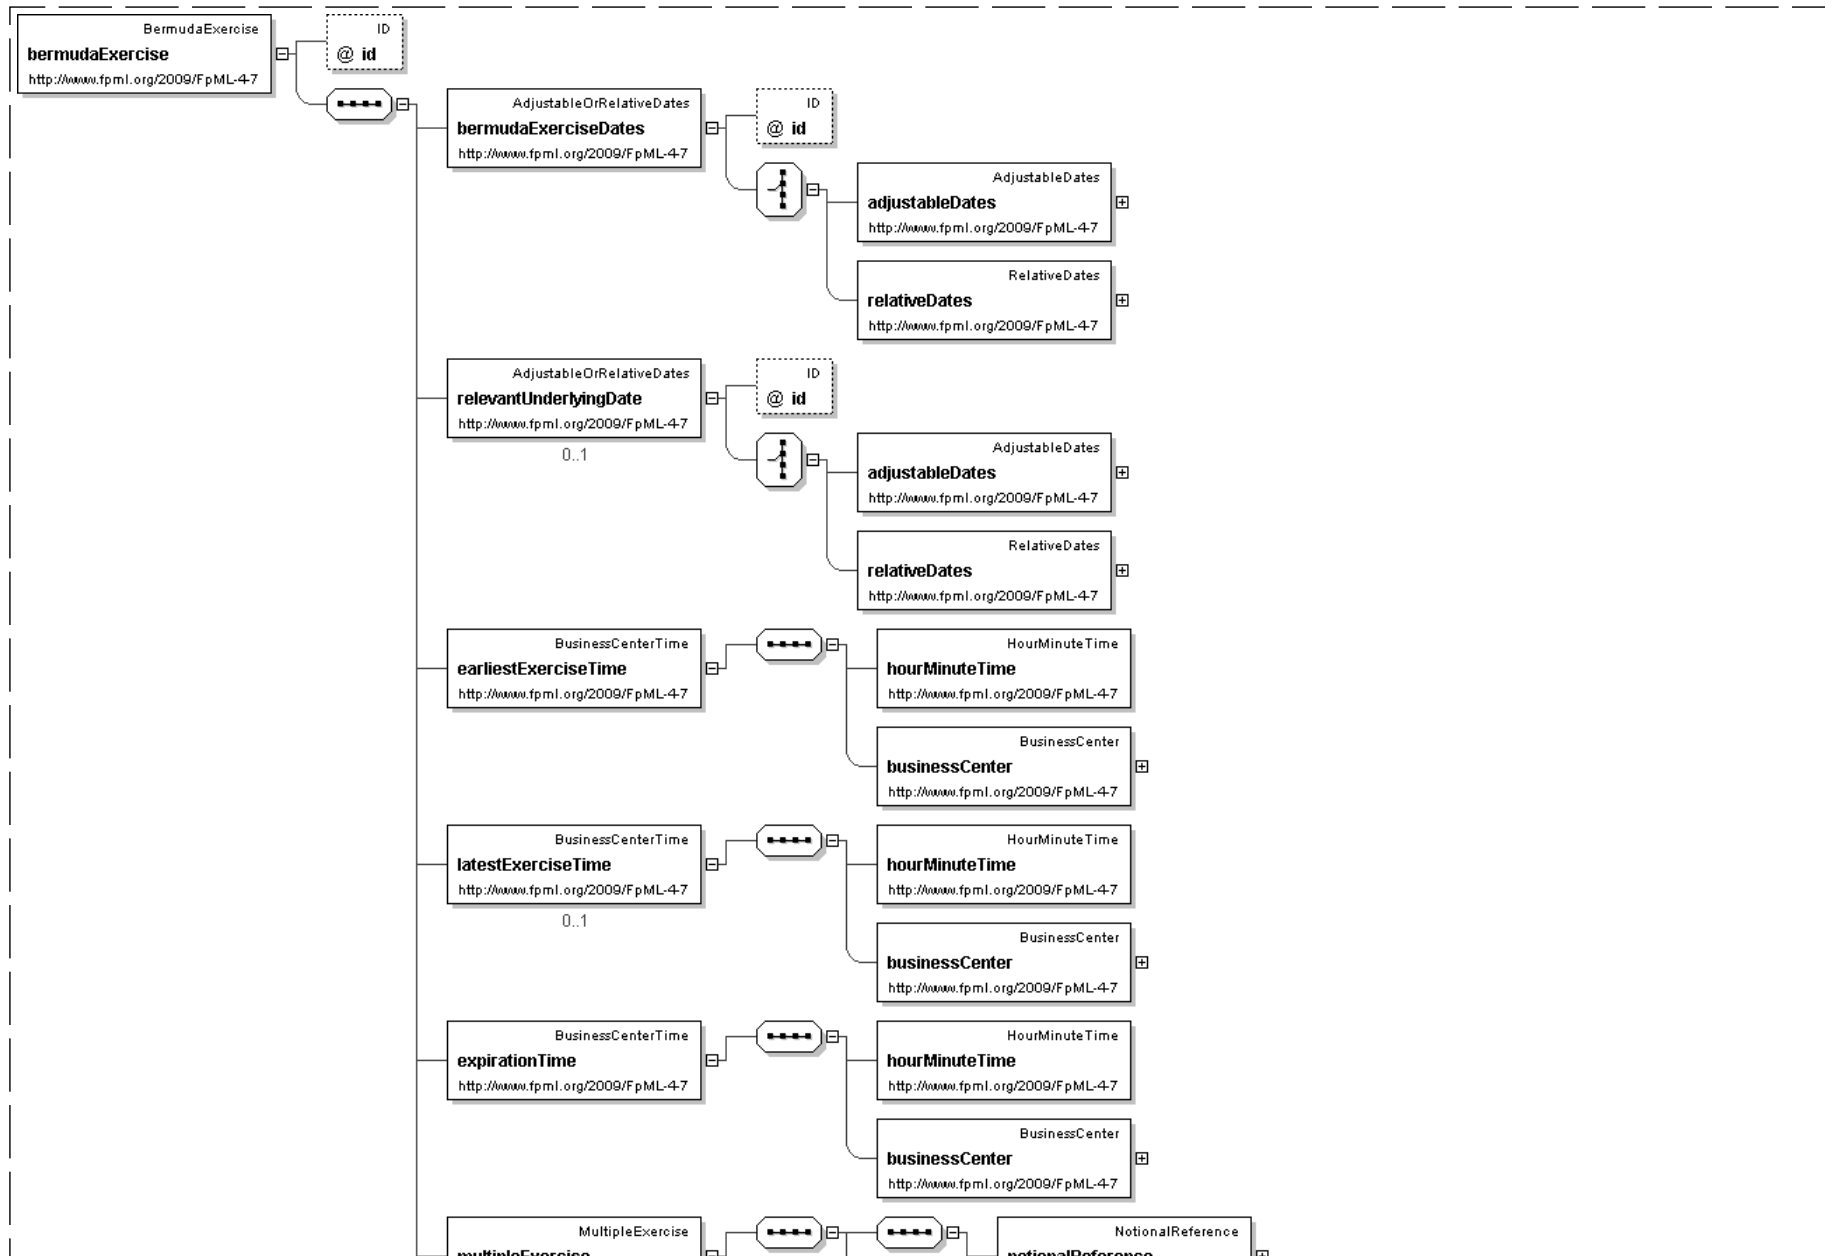 BermudaExercise
bermudaExercise
http://www.fpml.org/2009/FpML-4-7
ID
@ id
AdjustableOrRelativeDates
bermudaExerciseDates
http://www.fpml.org/2009/FpML-4-7
ID
@ id
AdjustableDates
adjustableDates
http://www.fpml.org/2009/FpML-4-7
RelativeDates
relativeDates
http://www.fpml.org/2009/FpML-4-7
AdjustableOrRelativeDates
relevantUnderlyingDate
http://www.fpml.org/2009/FpML-4-7
0..1
ID
@ id
AdjustableDates
adjustableDates
http://www.fpml.org/2009/FpML-4-7
RelativeDates
relativeDates
http://www.fpml.org/2009/FpML-4-7
BusinessCenterTime
earliestExerciseTime
http://www.fpml.org/2009/FpML-4-7
HourMinuteTime
hourMinuteTime
http://www.fpml.org/2009/FpML-4-7
BusinessCenter
businessCenter
http://www.fpml.org/2009/FpML-4-7
BusinessCenterTime
latestExerciseTime
http://www.fpml.org/2009/FpML-4-7
0..1
HourMinuteTime
hourMinuteTime
http://www.fpml.org/2009/FpML-4-7
BusinessCenter
businessCenter
http://www.fpml.org/2009/FpML-4-7
BusinessCenterTime
expirationTime
http://www.fpml.org/2009/FpML-4-7
HourMinuteTime
hourMinuteTime
http://www.fpml.org/2009/FpML-4-7
BusinessCenter
businessCenter
http://www.fpml.org/2009/FpML-4-7
MultipleExercise
multipleExercise
NotionalReference
notionalReference